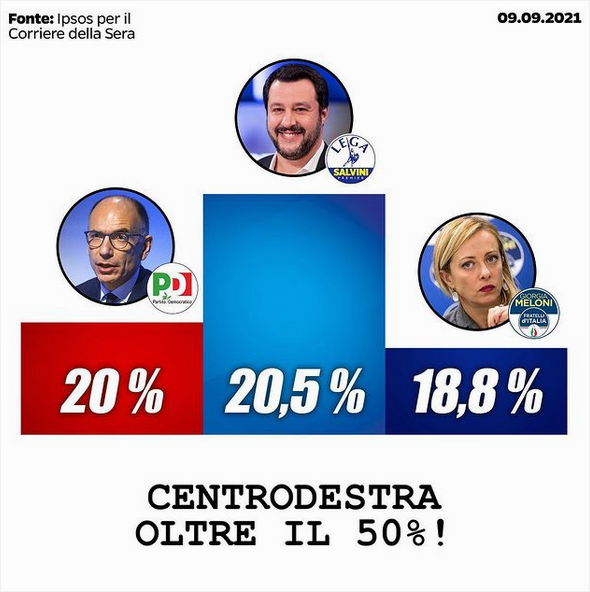 Fonte: Ipsos per il
Corriere della Sera
09.09.2021
LEGA
SALVINI
PREMIER
PD
Partito Democratico
GIORGIA
MELONI
FRATELLI
d'ITALIA
20 %
20,5 %
18,8 %
CENTRODESTRA
OLTRE IL 50%!